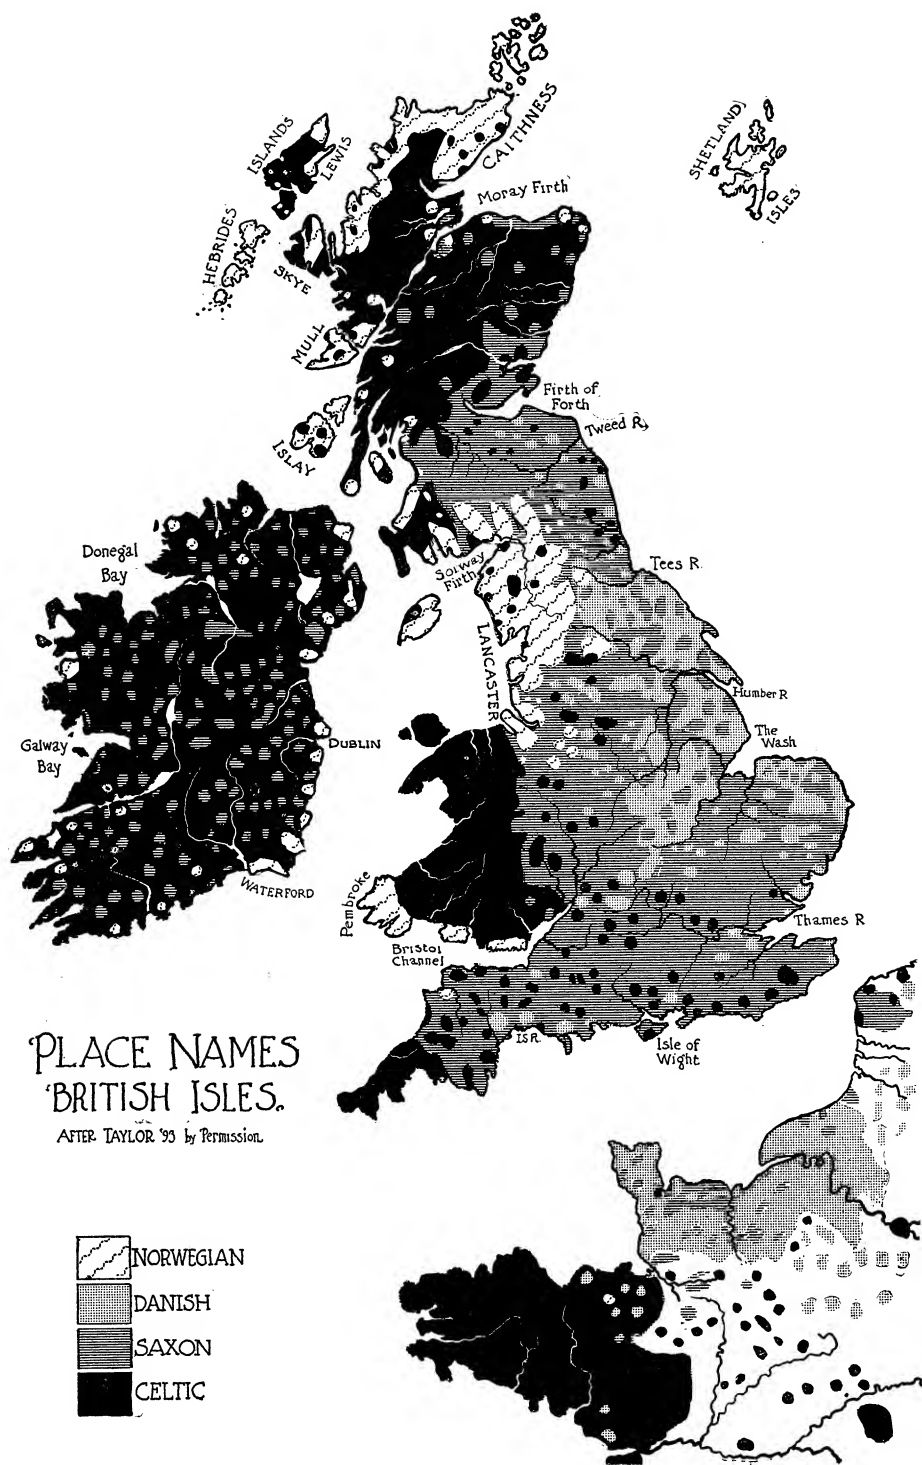 SHETLAND
ISLES
CAITHNESS
ISLANDS
LEWIS
Moray Firth
HEBRIDES
SKYE
MULL
Firth of
Forth
Tweed R.
ISLAY
Donegal
Bay
Solway
Firth
Tees R.
LANCASTER
Humber R
The
Wash
Galway
Bay
DUBLIN
WATERFORD
Pembroke
Bristol
Channel
Thames R
IS R.
Isle of
Wight
PLACE NAMES
BRITISH ISLES.
AFTER TAYLOR '93 by Permission.
NORWEGIAN
DANISH
SAXON
CELTIC